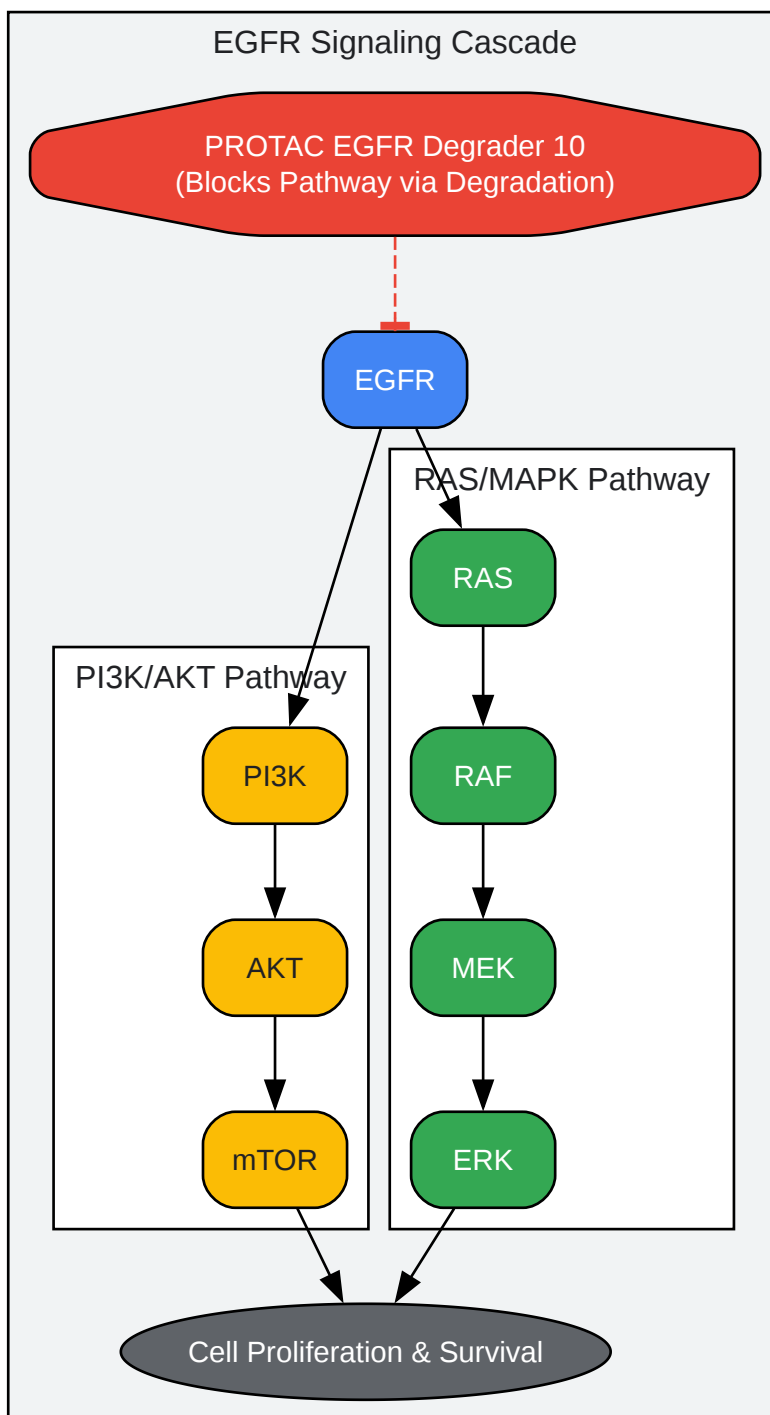 EGFR Signaling Cascade
PROTAC EGFR Degrader 10
(Blocks Pathway via Degradation)
EGFR
RAS/MAPK Pathway
RAS
PI3K/AKT Pathway
PI3K
RAF
AKT
MEK
mTOR
ERK
Cell Proliferation & Survival